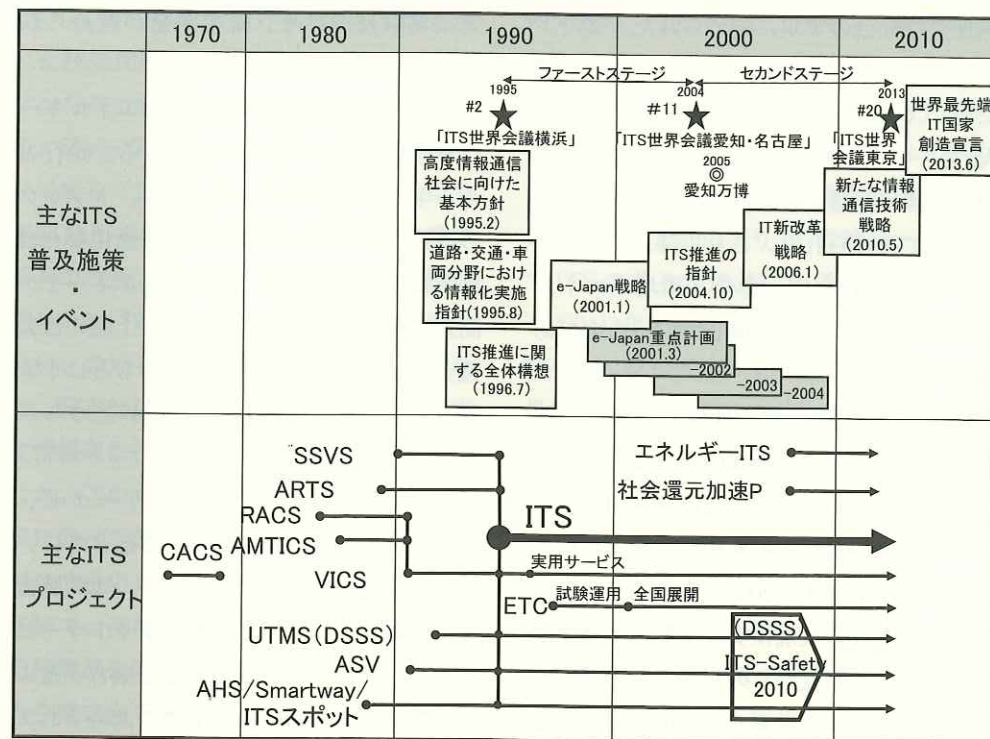 1970
1980
1990
2000
2010
主なITS
普及施策
・
イベント
ファーストステージ
セカンドステージ
1995
2004
2013
#2
#11
#20
「ITS世界会議横浜」
「ITS世界会議愛知・名古屋」
「ITS世界
会議東京」
世界最先端
IT国家
創造宣言
(2013.6)
2005
愛知万博
高度情報通信
社会に向けた
基本方針
(1995.2)
道路・交通・車
両分野におけ
る情報化実施
指針(1995.8)
ITS推進に関
する全体構想
(1996.7)
e-Japan戦略
(2001.1)
ITS推進の
指針
(2004.10)
IT新改革
戦略
(2006.1)
新たな情報
通信技術
戦略
(2010.5)
e-Japan重点計画
(2001.3)
-2002
-2003
-2004
主なITS
プロジェクト
SSVS
エネルギーITS
ARTS
社会還元加速P
RACS
ITS
CACS
AMTICS
VICS
実用サービス
ETC
試験運用
全国展開
UTMS(DSSS)
(DSSS)
ASV
ITS-Safety
2010
AHS/Smartway/
ITSスポット